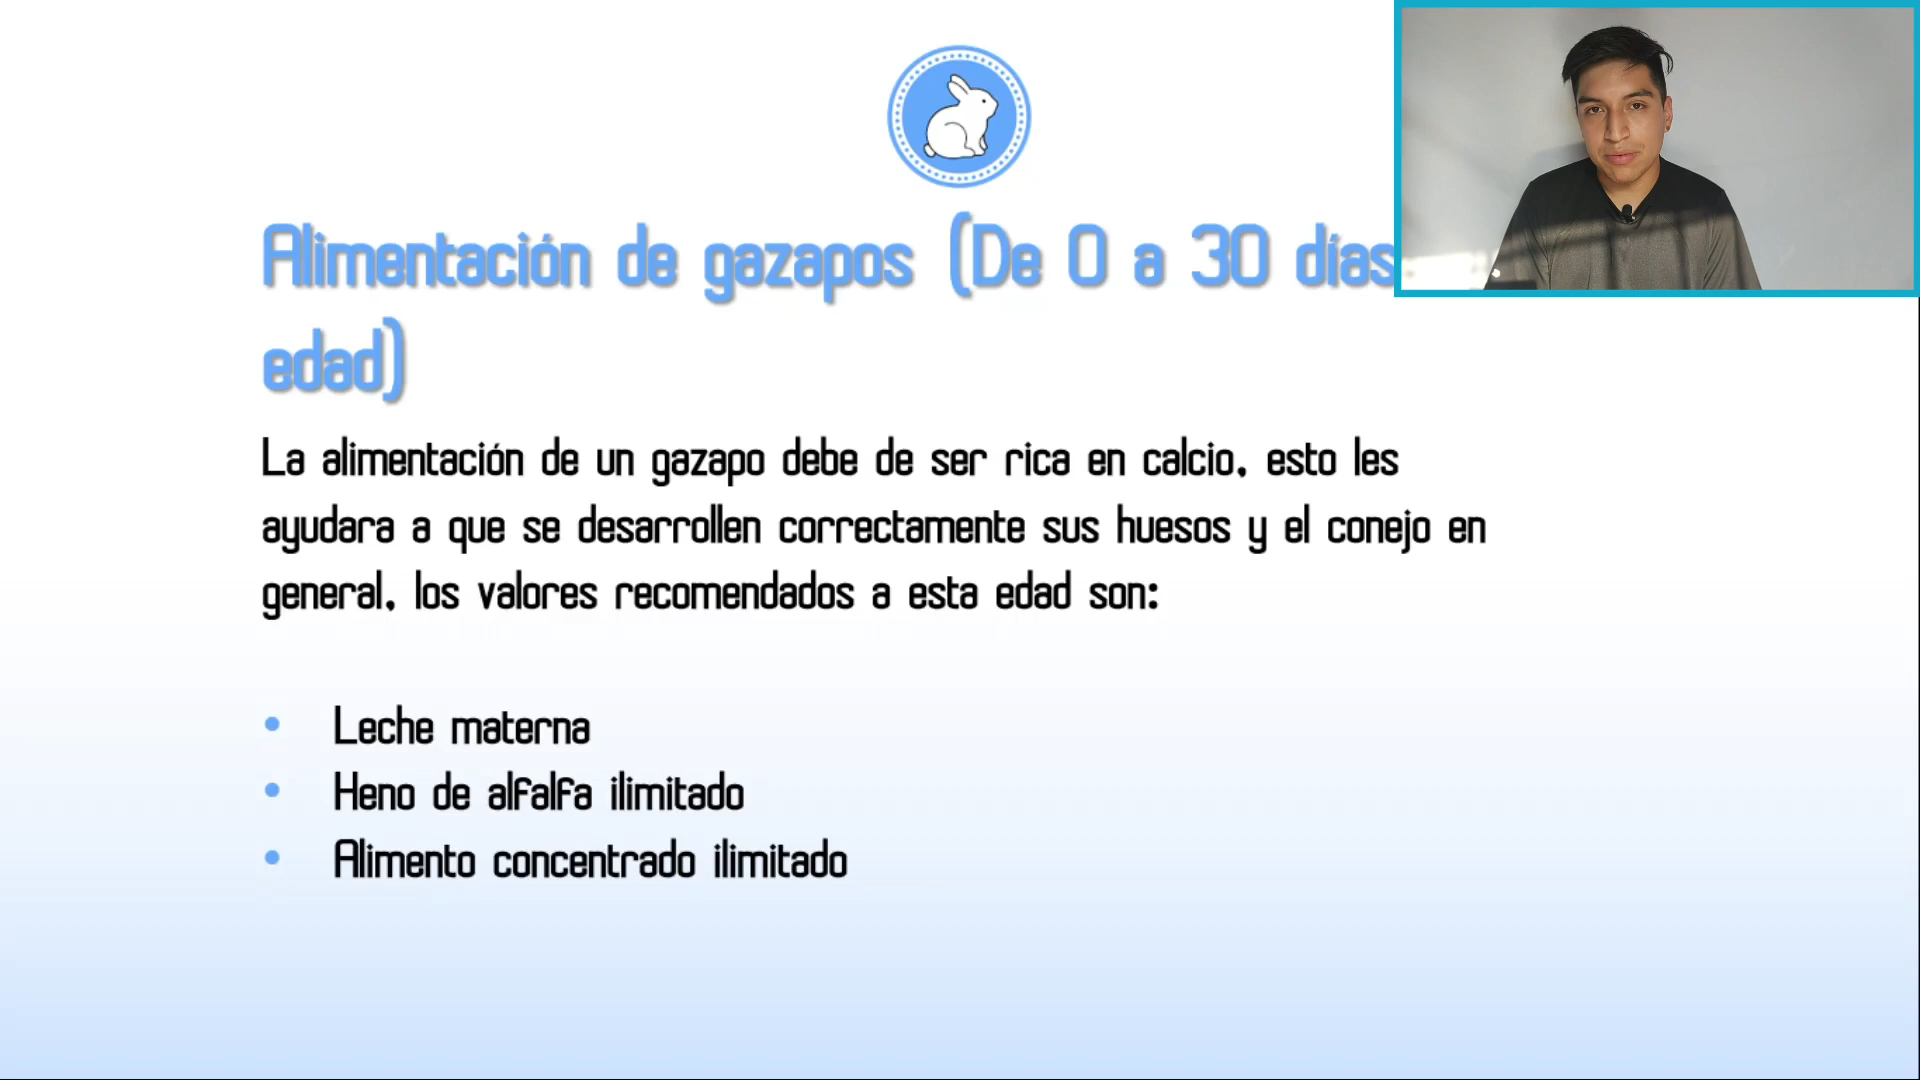 Alimentación de gazapos (De 0 a 30 días
edad)
La alimentación de un gazapo debe de ser rica en calcio, esto les
ayudara a que se desarrollen correctamente sus huesos y el conejo en
general, los valores recomendados a esta edad son:
• Leche materna
• Heno de alfalfa ilimitado
• Alimento concentrado ilimitado